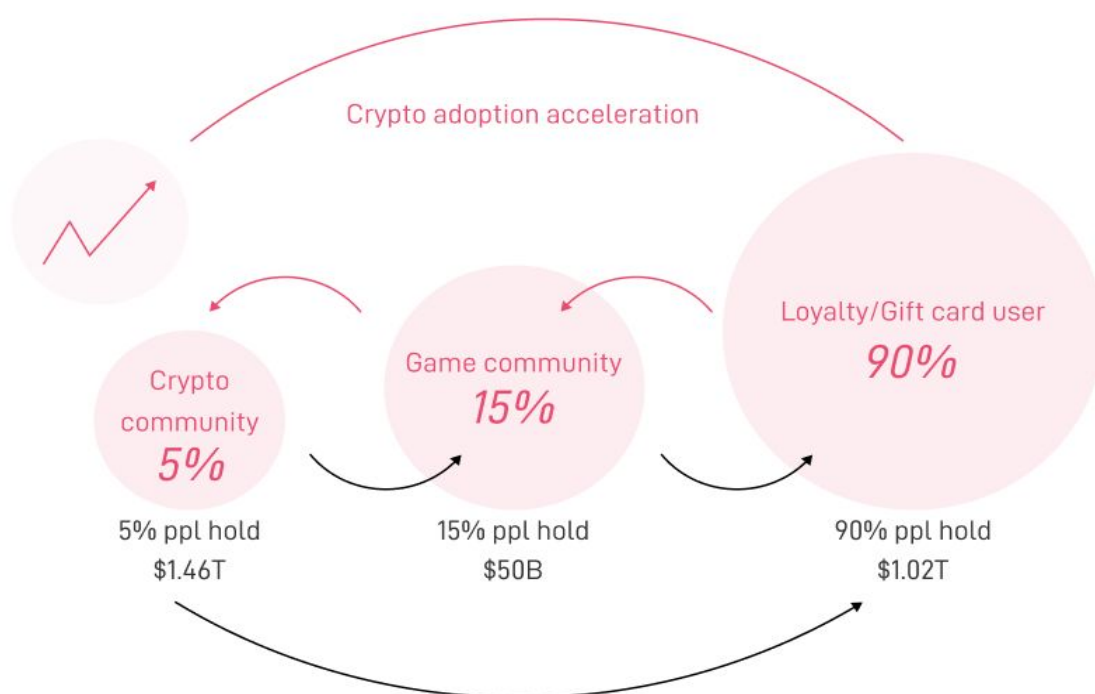 Crypto adoption acceleration
Loyalty/Gift card user
90%
Game community
15%
Crypto
community
5%
5% ppl hold
$1.46T
15% ppl hold
$50B
90% ppl hold
$1.02T